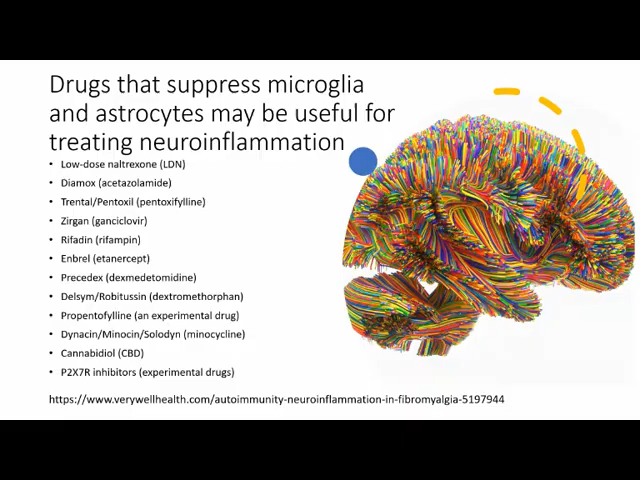 Drugs that suppress microglia
and astrocytes may be useful for
treating neuroinflammation
• Low-dose naltrexone (LDN)
• Diamox (acetazolamide)
• Trental/Pentoxil (pentoxifylline)
• Zirgan (ganciclovir)
• Rifadin (rifampin)
• Enbrel (etanercept)
• Precedex (dexmedetomidine)
• Delsym/Robitussin (dextromethorphan)
• Propentofylline (an experimental drug)
• Dynacin/Minocin/Solodyn (minocycline)
• Cannabidiol (CBD)
• P2X7R inhibitors (experimental drugs)
https://www.verywellhealth.com/autoimmunity-neuroinflammation-in-fibromyalgia-5197944